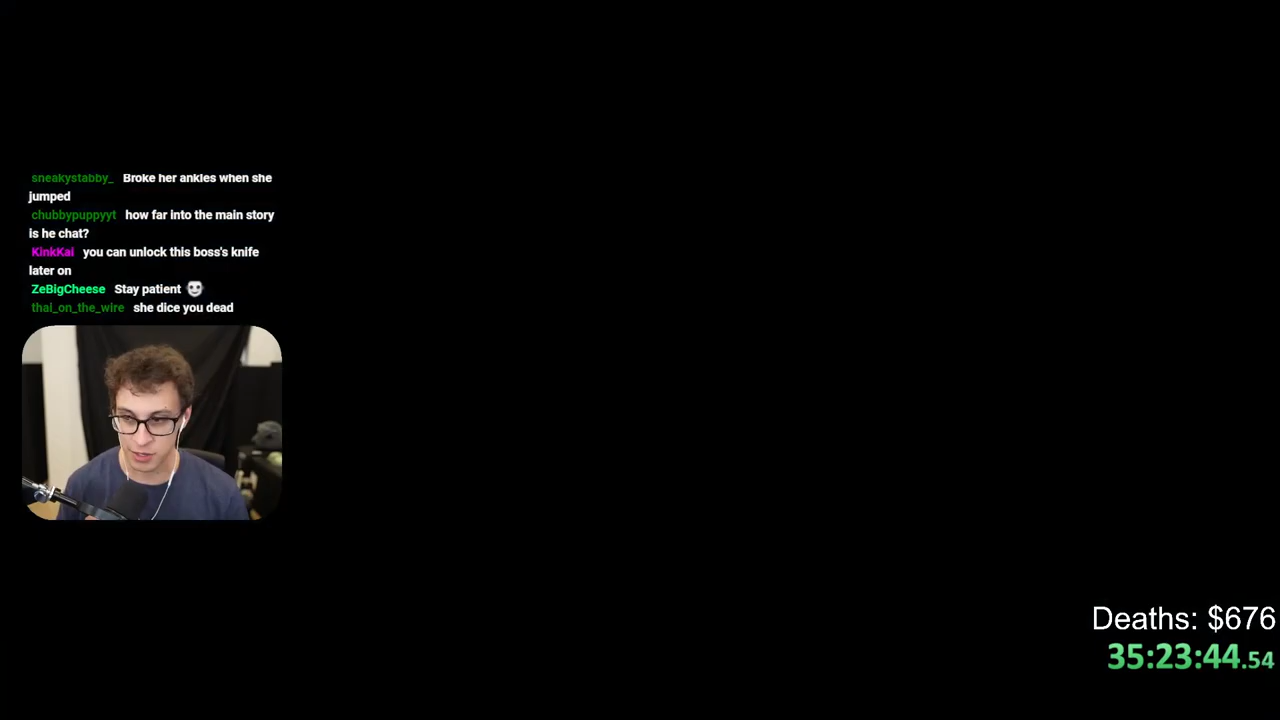 sneakystabby_ Broke her ankles when she
jumped
chubbypuppyyt how far into the main story
is he chat?
KinkKai you can unlock this boss's knife
later on
ZeBigCheese Stay patient
thai_on_the_wire she dice you dead
Deaths: $676
35:23:44.54